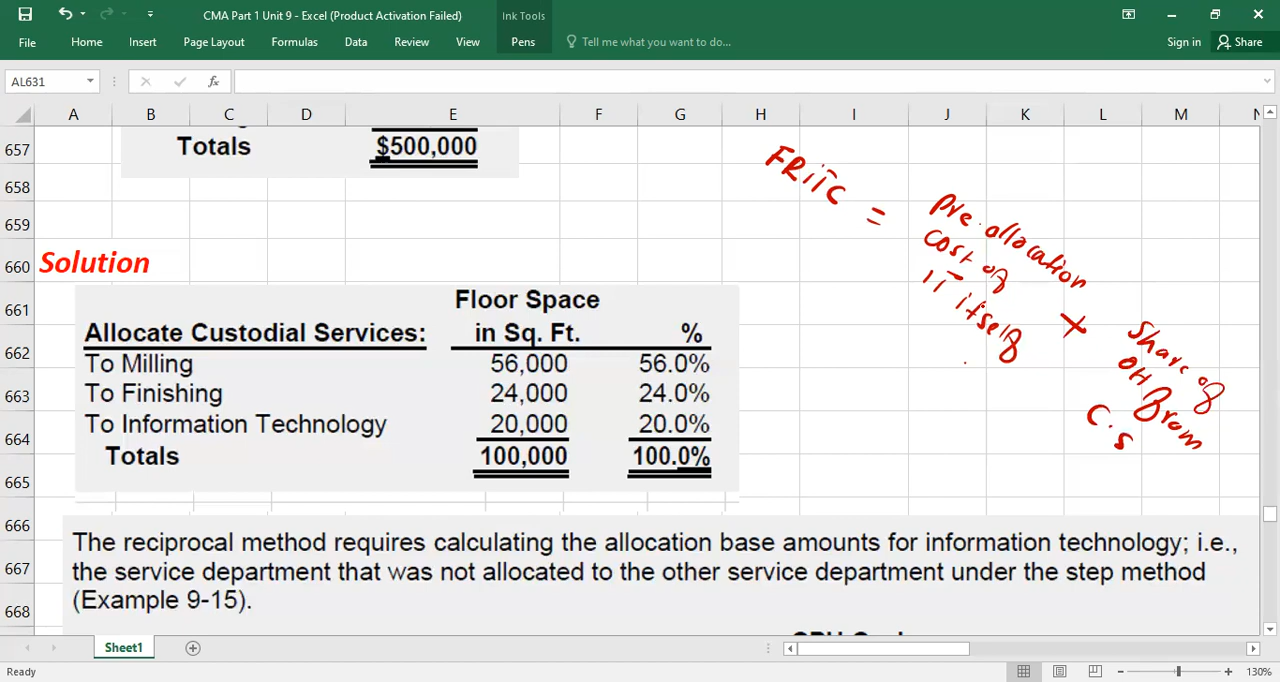 CMA Part 1 Unit 9 - Excel (Product Activation Failed)
Ink Tools
File Home Insert Page Layout Formulas Data Review View Pens Tell me what you want to do... Sign in Share
AL631 fx
A B C D E F G H I J K L M N
657 Totals $500,000
658
659
660 Solution
661 Floor Space
662 Allocate Custodial Services: in Sq. Ft. %
To Milling 56,000 56.0%
663 To Finishing 24,000 24.0%
664 To Information Technology 20,000 20.0%
Totals 100,000 100.0%
665
666
The reciprocal method requires calculating the allocation base amounts for information technology; i.e.,
667 the service department that was not allocated to the other service department under the step method
668 (Example 9-15).
FRITC =
pre.allocation
cost of
IT itself
+
Share of
OH
From
C.S
Sheet1
Ready 130%